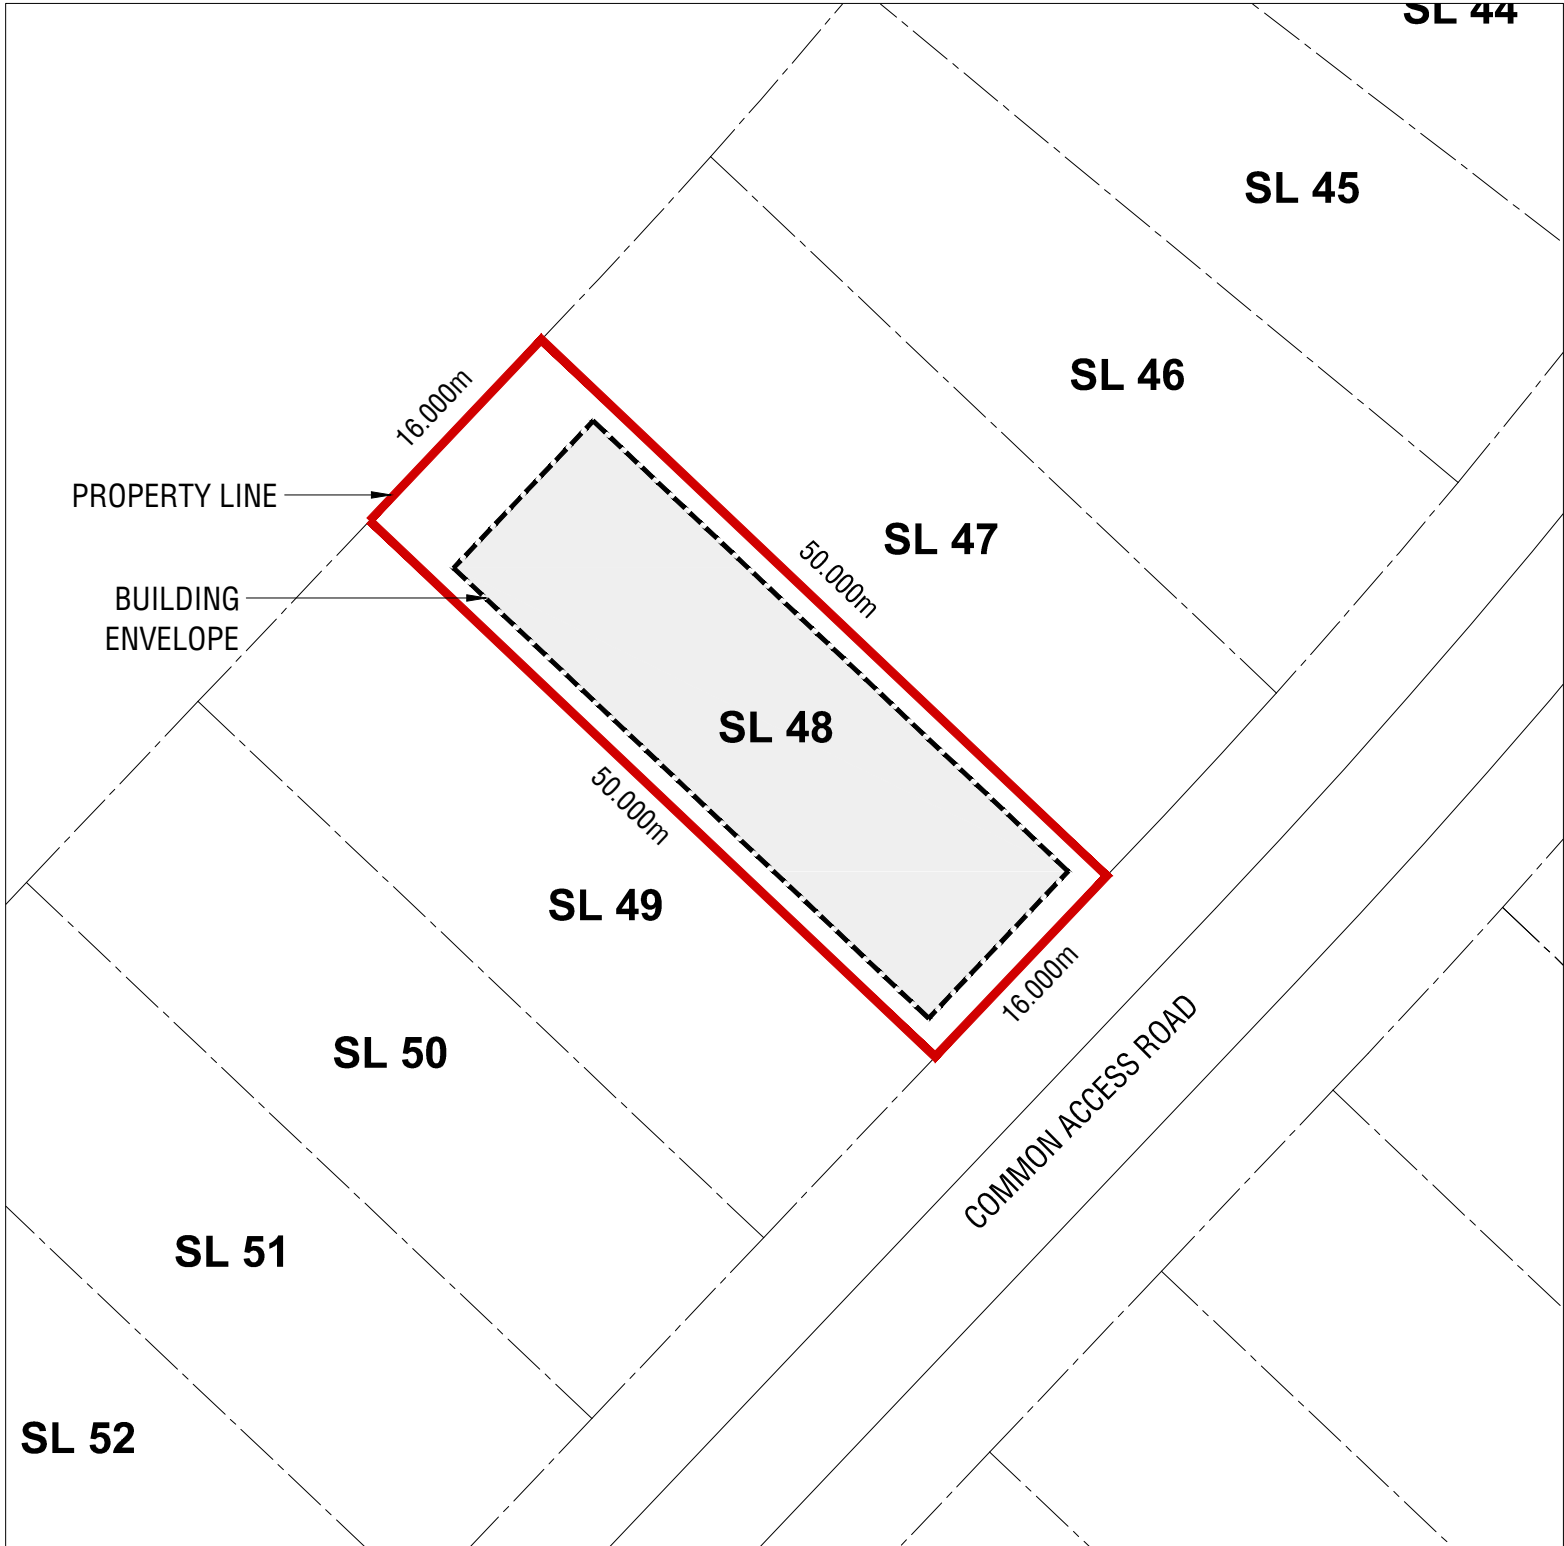 SL 44
SL 45
SL 46
16.000m
PROPERTY LINE
SL 47
50.000m
BUILDING
ENVELOPE
SL 48
50.000m
SL 49
16.000m
COMMON ACCESS ROAD
SL 50
SL 51
SL 52